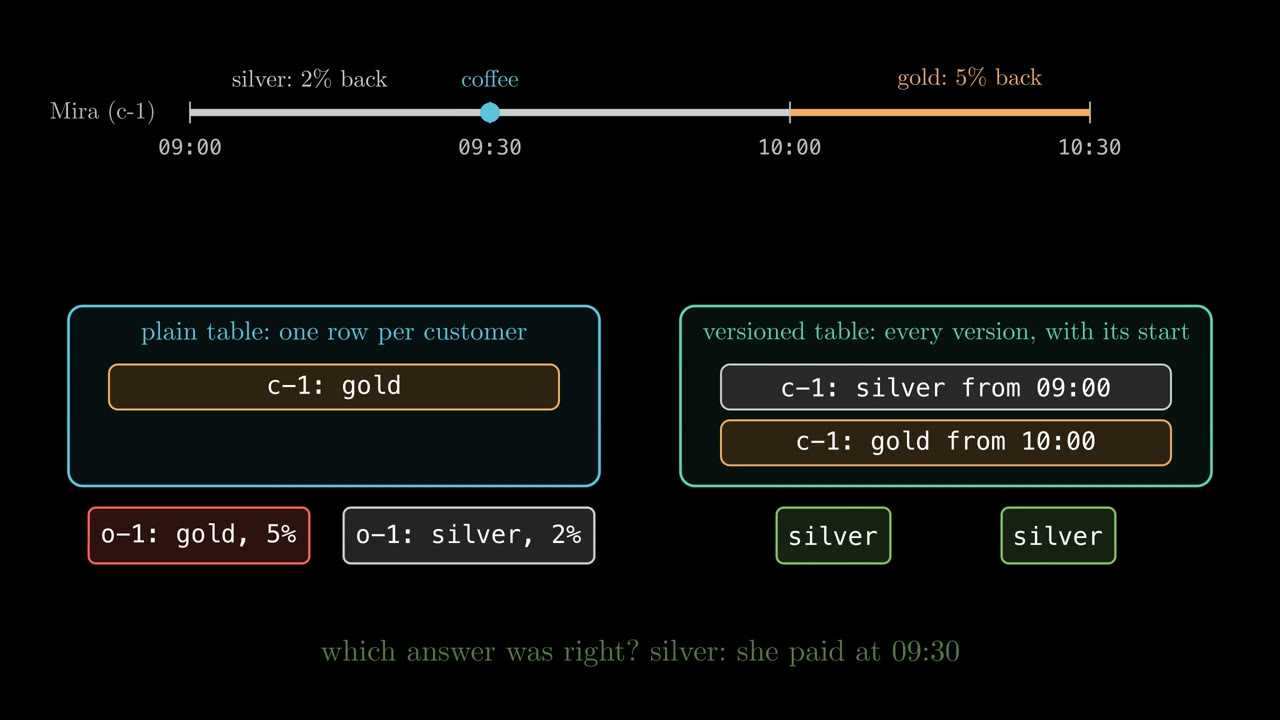 silver: 2% back
coffee
gold: 5% back
Mira (c-1)
09:00
09:30
10:00
10:30
plain table: one row per customer
c-1: gold
o-1: gold, 5%
o-1: silver, 2%
versioned table: every version, with its start
c-1: silver from 09:00
c-1: gold from 10:00
silver
silver
which answer was right? silver: she paid at 09:30